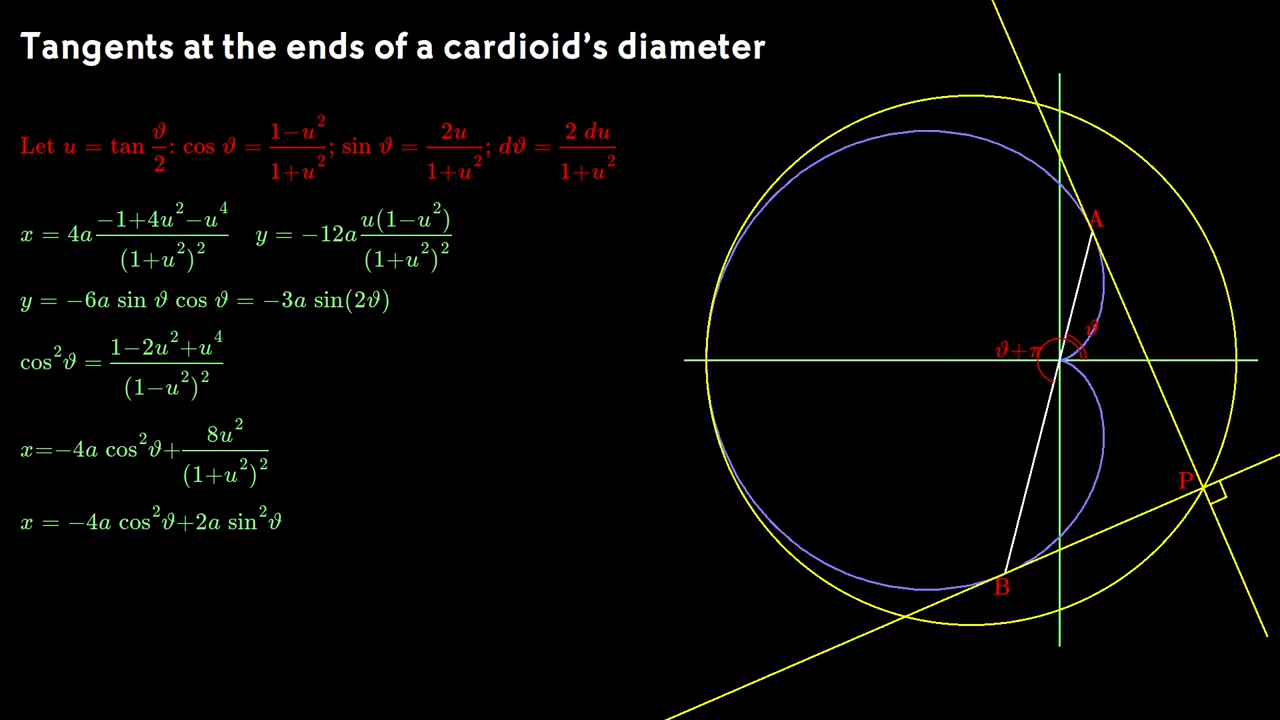 Tangents at the ends of a cardioid's diameter
Let u = tan ϑ/2: cos ϑ = (1−u²)/(1+u²); sin ϑ = 2u/(1+u²); dϑ = 2 du/(1+u²)
x = 4a (−1+4u²−u⁴)/(1+u²)² y = −12a u(1−u²)/(1+u²)²
y = −6a sin ϑ cos ϑ = −3a sin(2ϑ)
cos²ϑ = (1−2u²+u⁴)/(1−u²)²
x=−4a cos²ϑ+8u²/(1+u²)²
x = −4a cos²ϑ+2a sin²ϑ
A
ϑ
ϑ+π
P
B